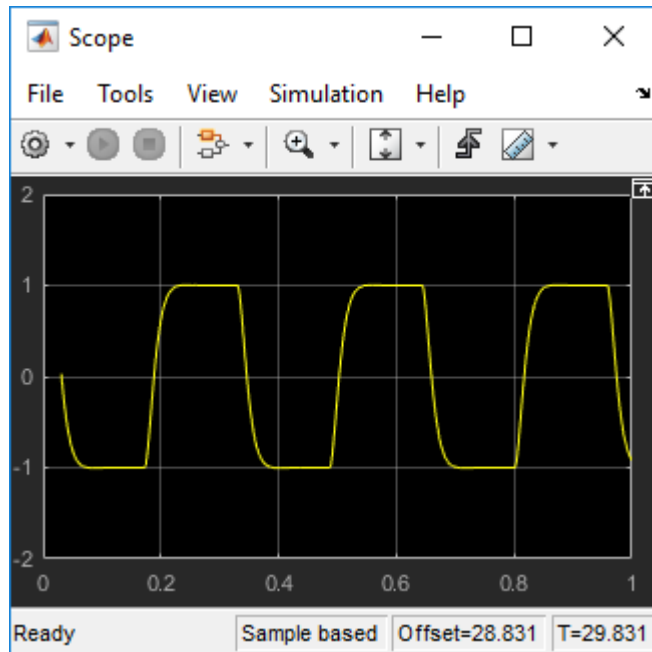 Scope
File Tools View Simulation Help
2
1
0
-1
-2
0 0.2 0.4 0.6 0.8 1
Ready Sample based Offset=28.831 T=29.831